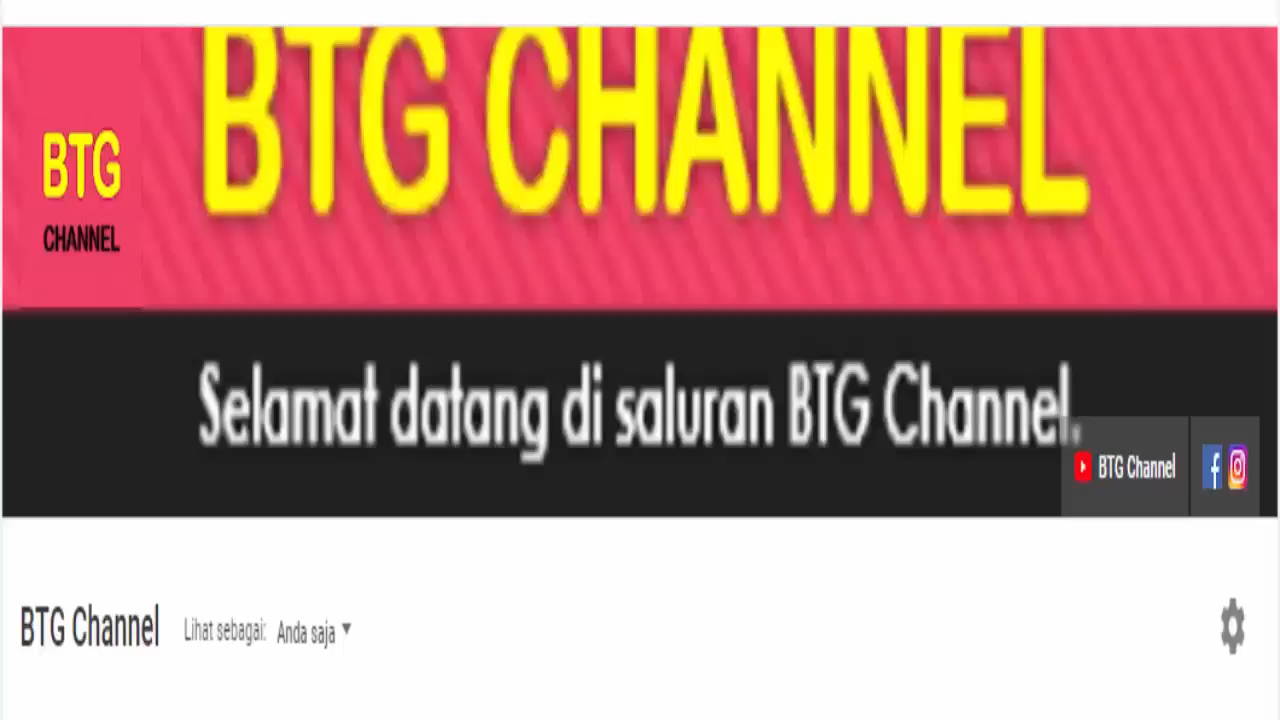 BTG CHANNEL
BTG
CHANNEL
Selamat datang di saluran BTG Channel.
BTG Channel
BTG Channel Lihat sebagai: Anda saja